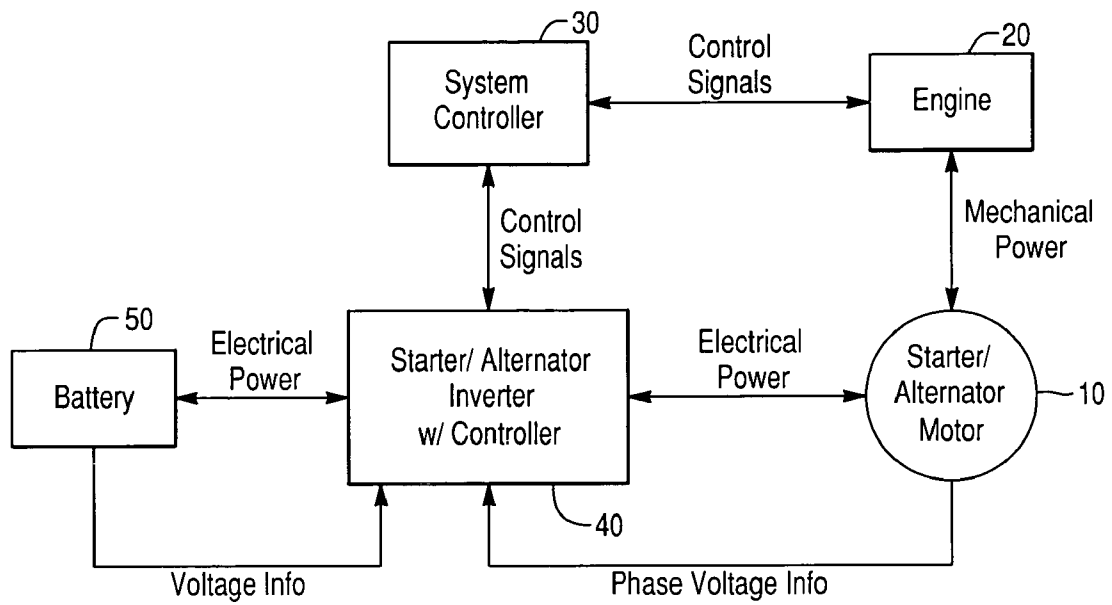 30
System
Controller
Control
Signals
20
Engine
Control
Signals
Mechanical
Power
50
Battery
Electrical
Power
Starter/ Alternator
Inverter
w/ Controller
40
Electrical
Power
Starter/
Alternator
Motor
10
Voltage Info
Phase Voltage Info